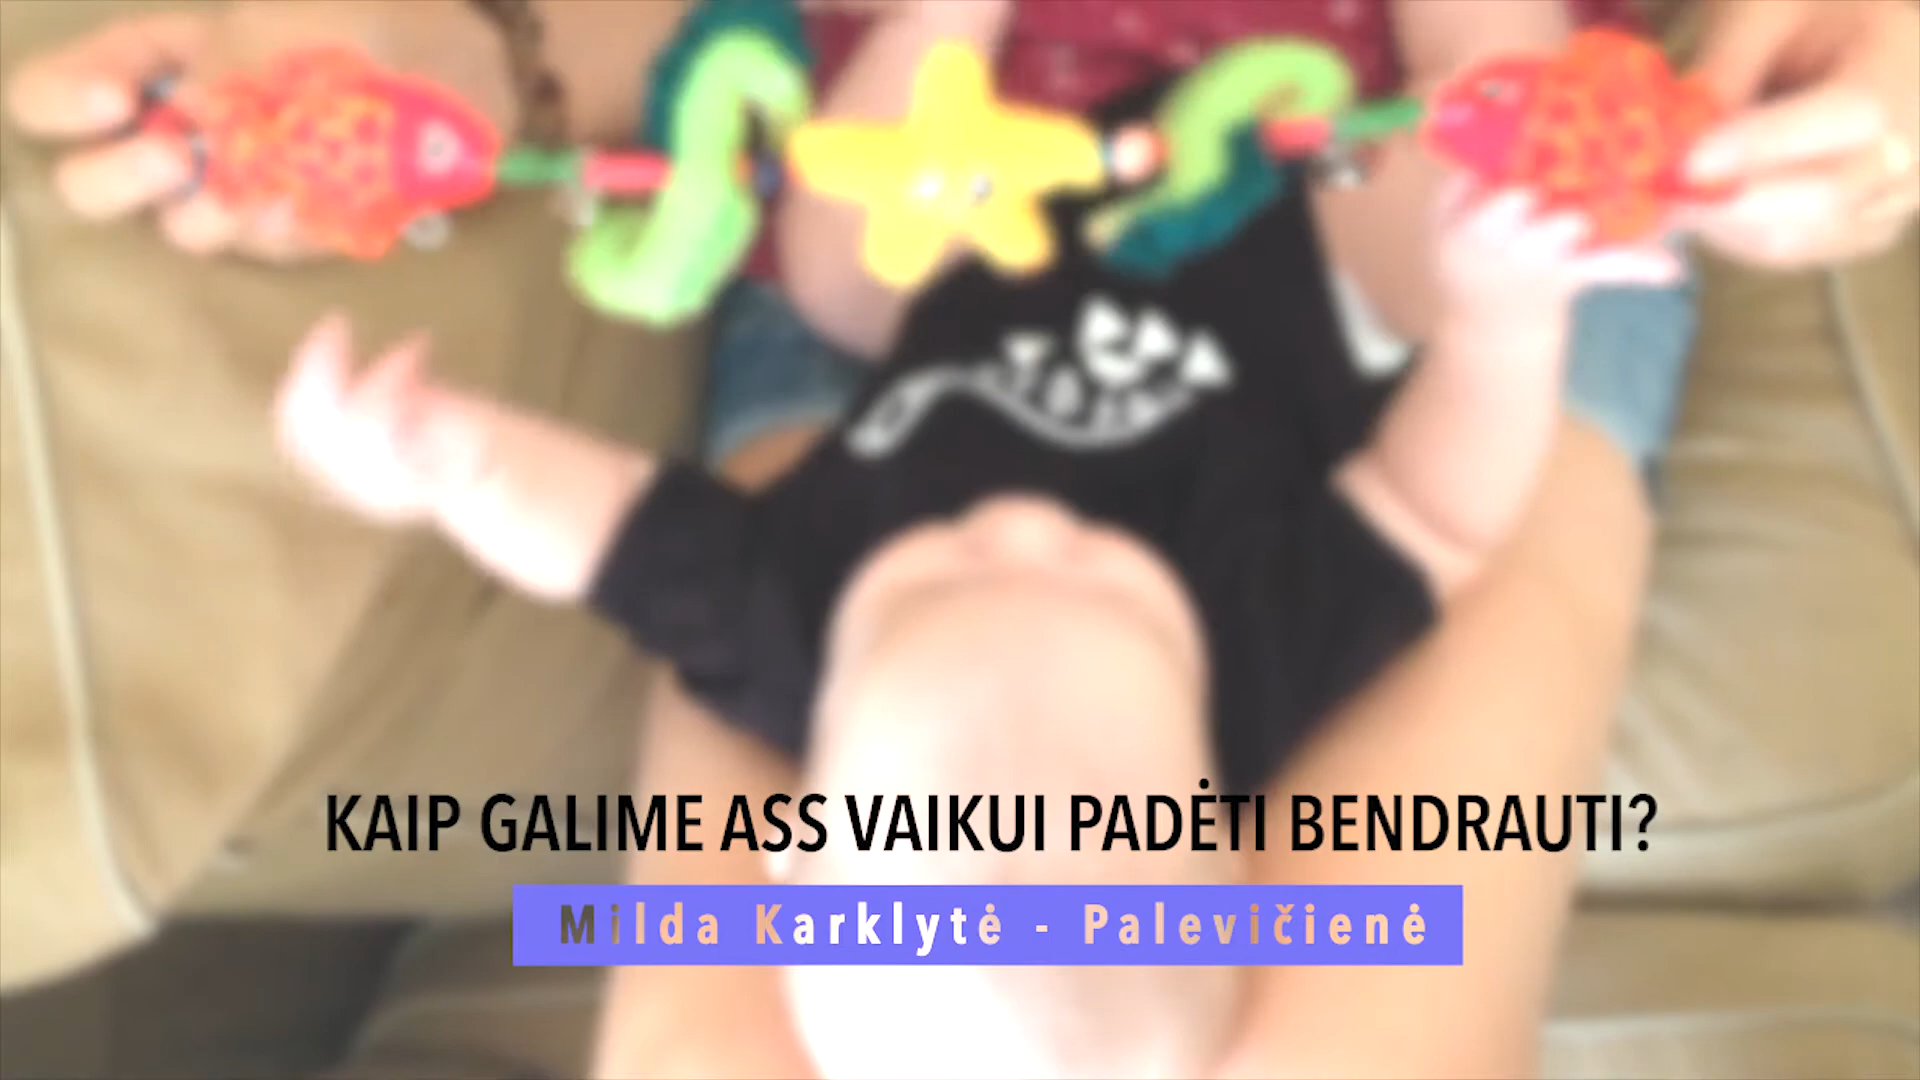 KAIP GALIME ASS VAIKUI PADĖTI BENDRAUTI?
Milda Karklytė - Palevičienė